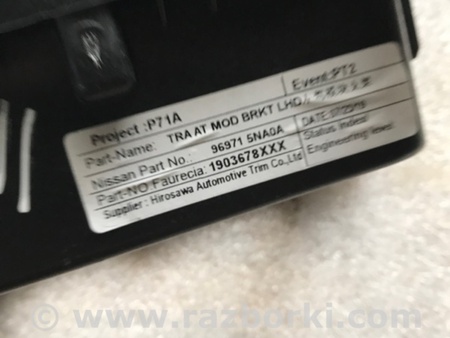 Project :P71A
Event:PT2
Part-Name: TRA AT MOD BRKT LHD
Nissan Part No.: 96971 5NA0A
DATE:
Part-NO Faurecia: 1903678XXX
Status indel
Supplier : Hirosawa Automotive Trim Co.,Ltd
Engineering level:
www.razborki.com